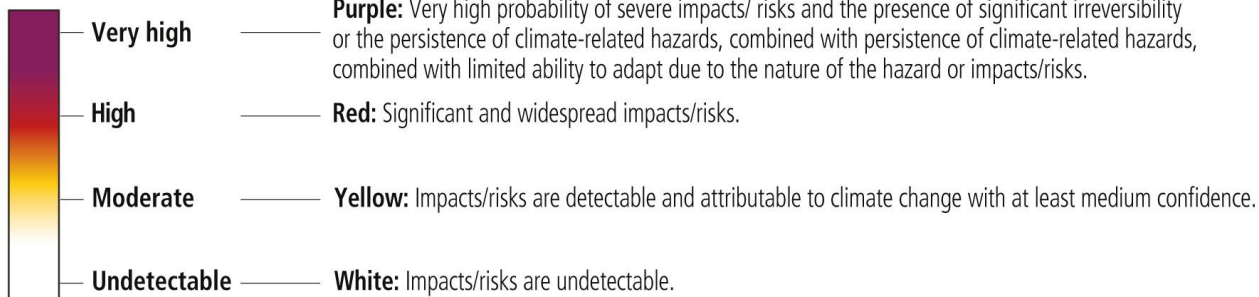 Very high
Purple: Very high probability of severe impacts/ risks and the presence of significant irreversibility
or the persistence of climate-related hazards, combined with persistence of climate-related hazards,
combined with limited ability to adapt due to the nature of the hazard or impacts/risks.
High
Red: Significant and widespread impacts/risks.
Moderate
Yellow: Impacts/risks are detectable and attributable to climate change with at least medium confidence.
Undetectable
White: Impacts/risks are undetectable.